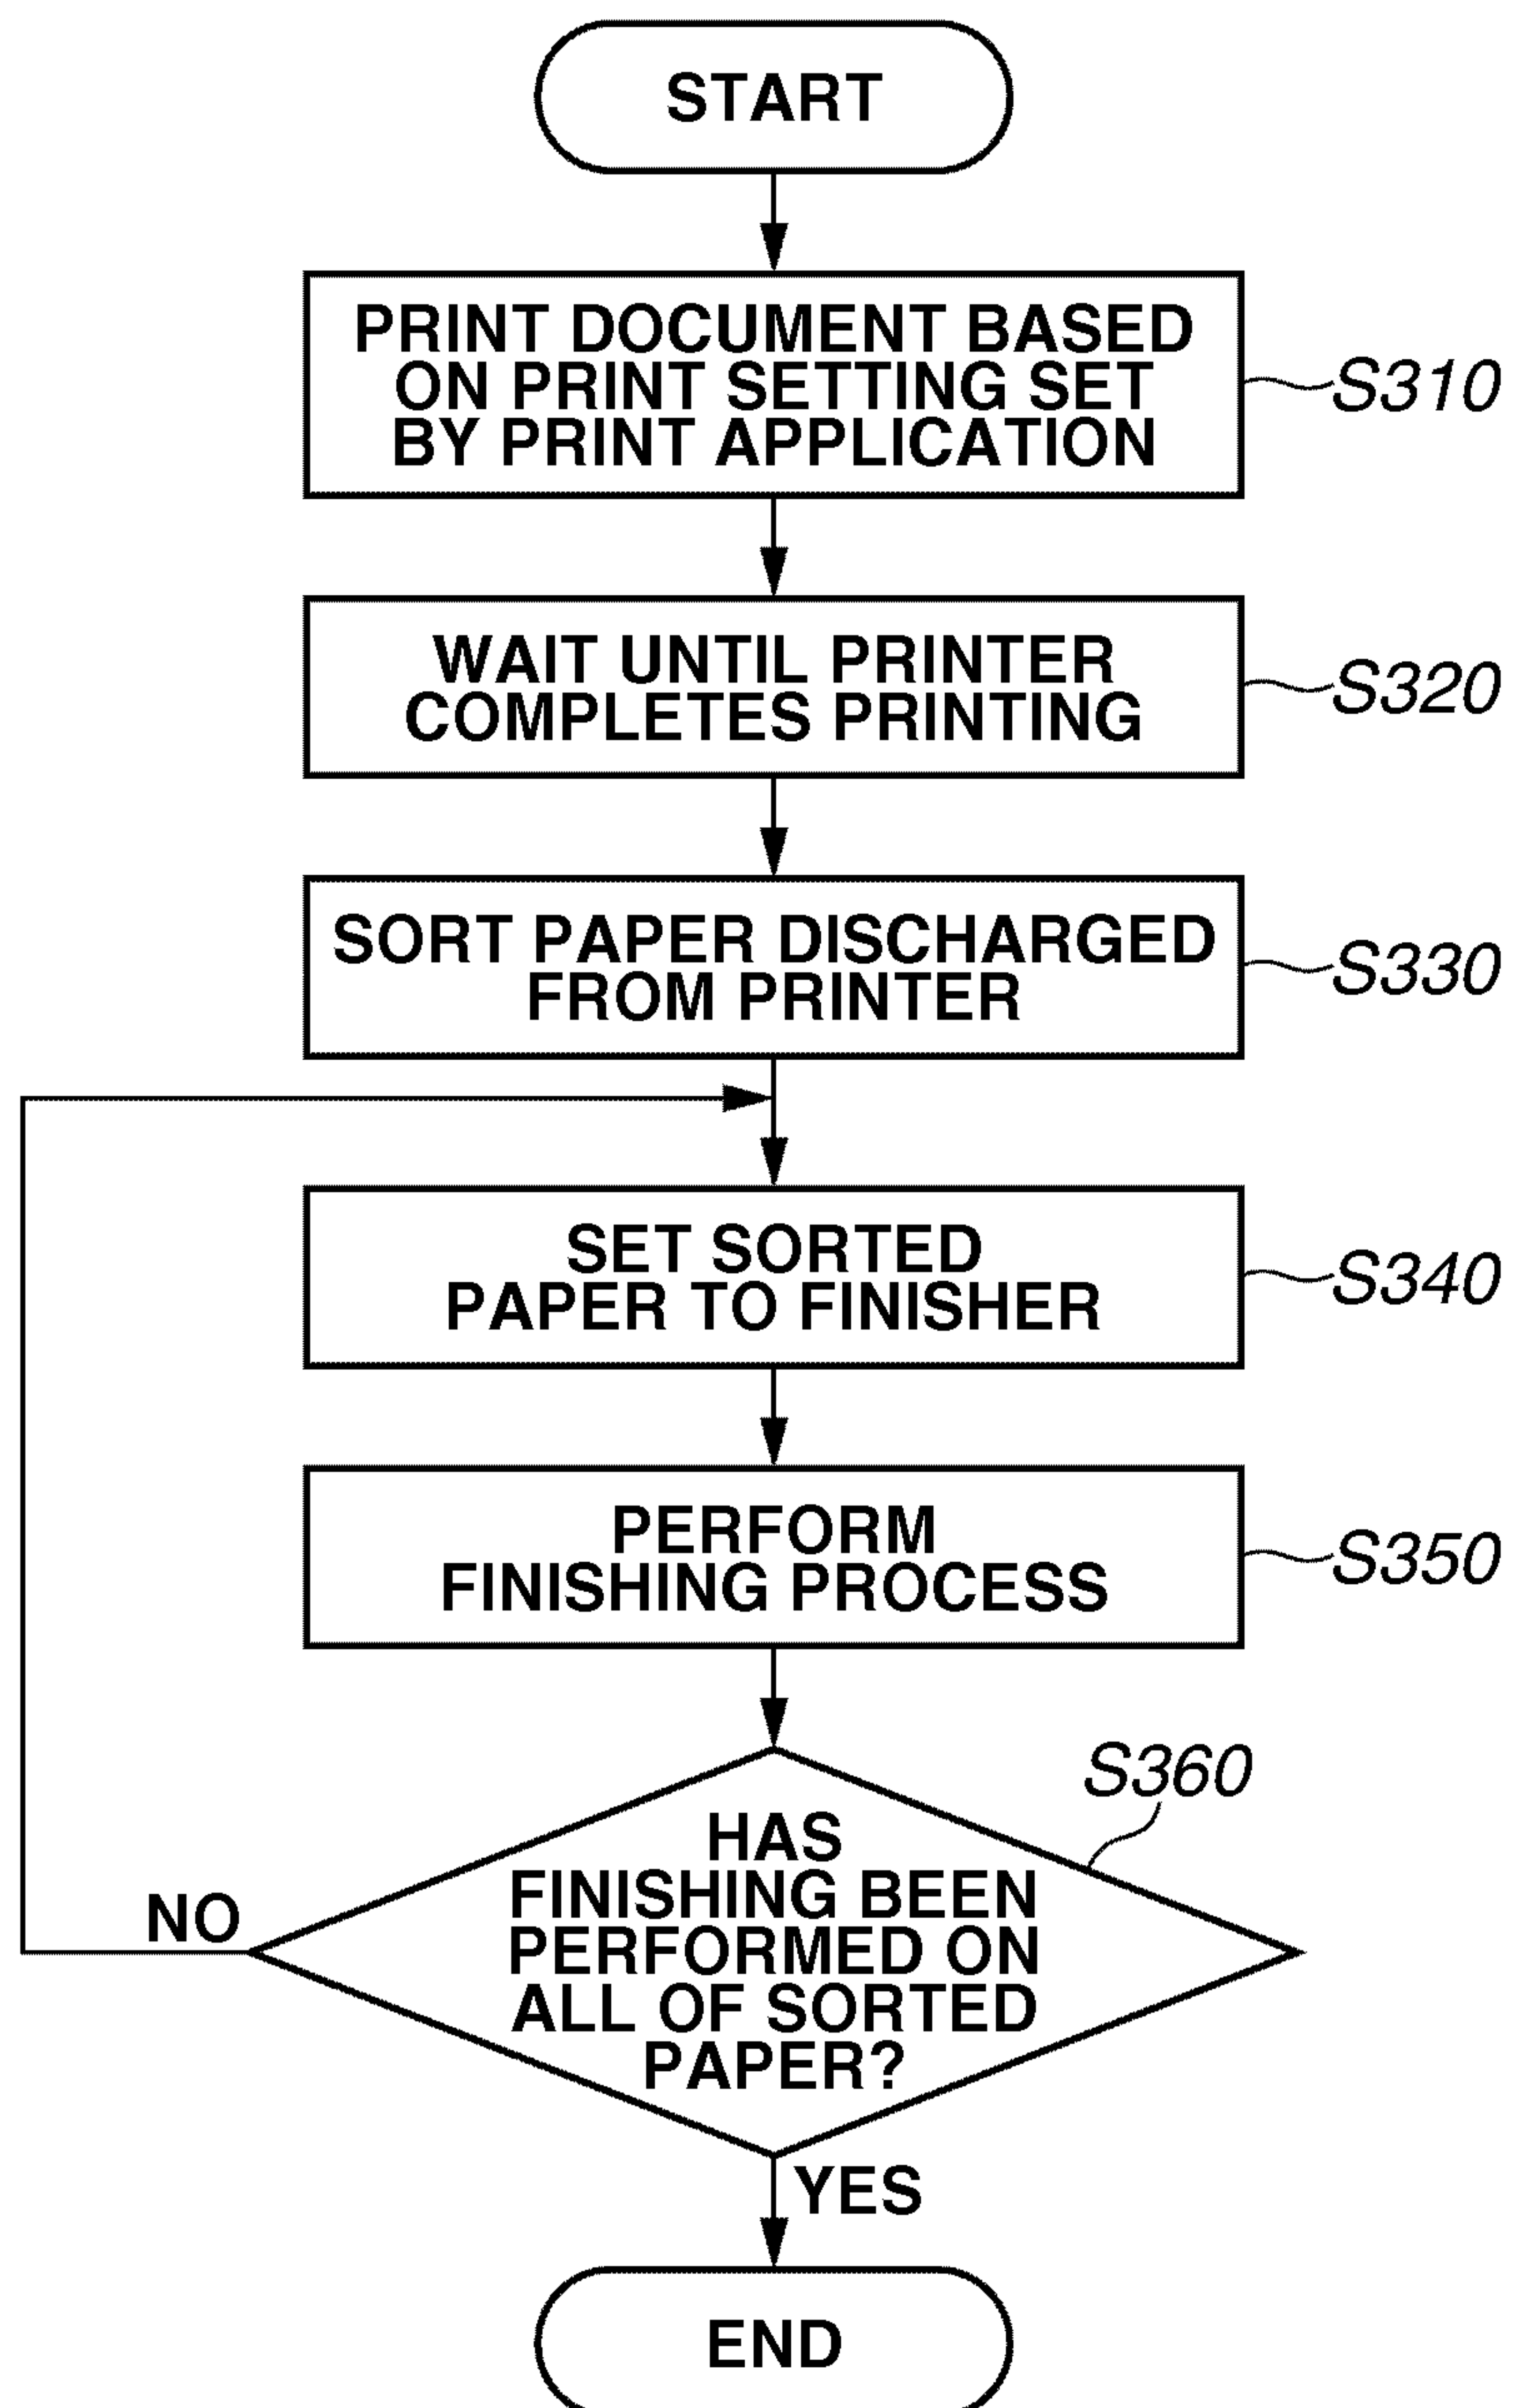 START
PRINT DOCUMENT BASED
ON PRINT SETTING SET
BY PRINT APPLICATION
S310
WAIT UNTIL PRINTER
COMPLETES PRINTING
S320
SORT PAPER DISCHARGED
FROM PRINTER
S330
SET SORTED
PAPER TO FINISHER
S340
PERFORM
FINISHING PROCESS
S350
S360
HAS
FINISHING BEEN
PERFORMED ON
ALL OF SORTED
PAPER?
NO
YES
END